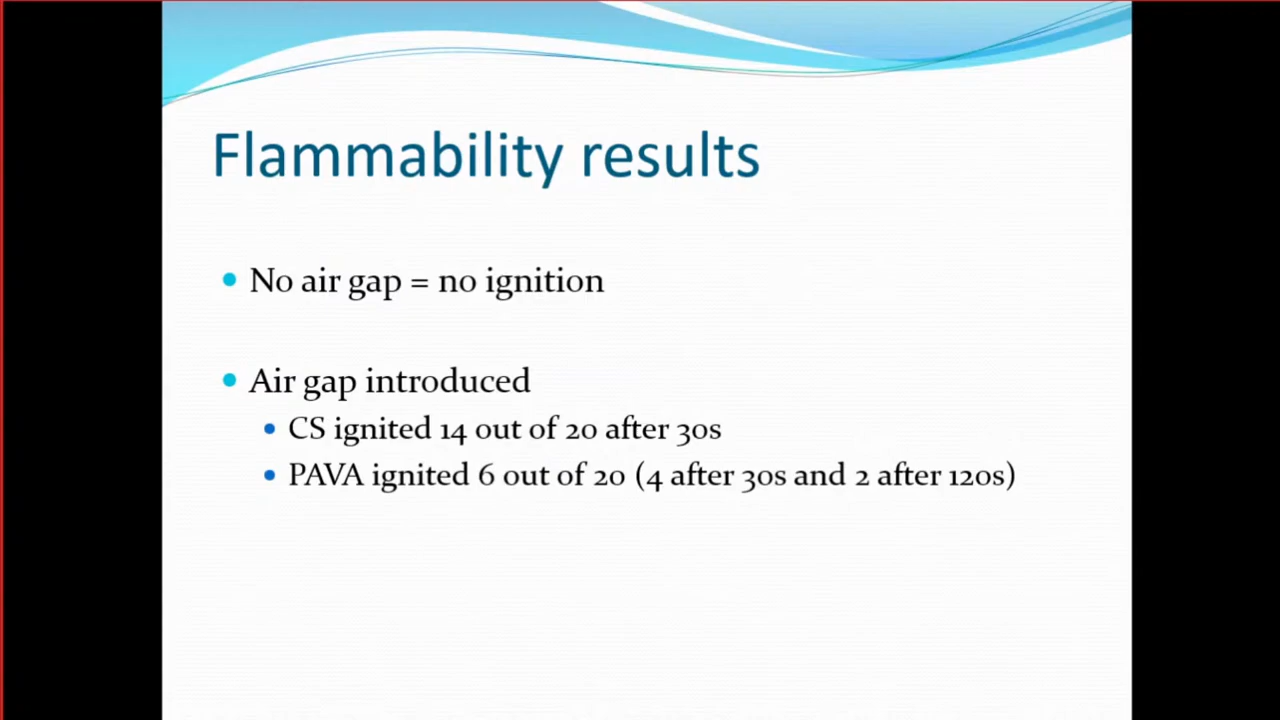 Flammability results
No air gap = no ignition
Air gap introduced
CS ignited 14 out of 20 after 30s
PAVA ignited 6 out of 20 (4 after 30s and 2 after 120s)